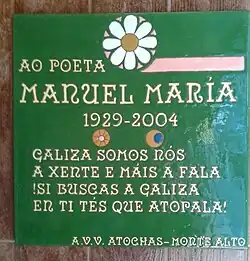 AO POETA
MANUEL MARÍA
1929-2004
GALIZA SOMOS NÓS
A XENTE E MÁIS A FALA
!SI BUSCAS A GALIZA
EN TI TÉS QUE ATOPALA!
A.V.V. ATOCHAS-MONTE ALTO